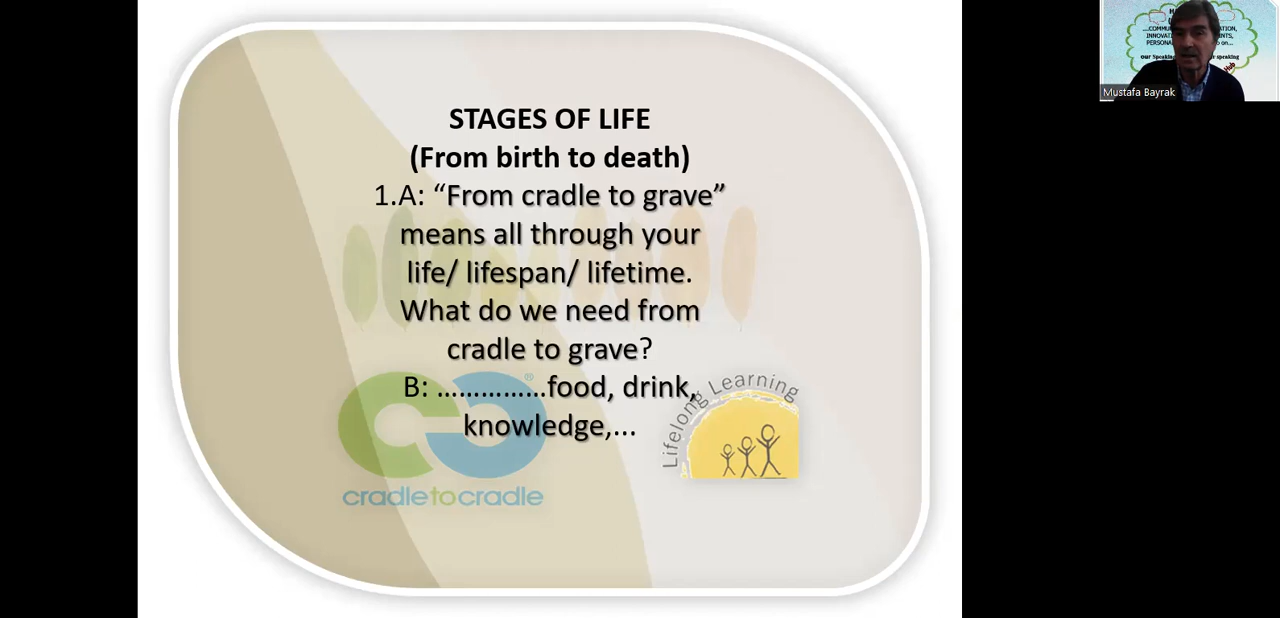 STAGES OF LIFE
(From birth to death)
1.A: “From cradle to grave”
means all through your
life/ lifespan/ lifetime.
What do we need from
cradle to grave?
B: ……………food, drink,
knowledge,...
cradletocradle
®
Lifelong Learning
Mustafa Bayrak